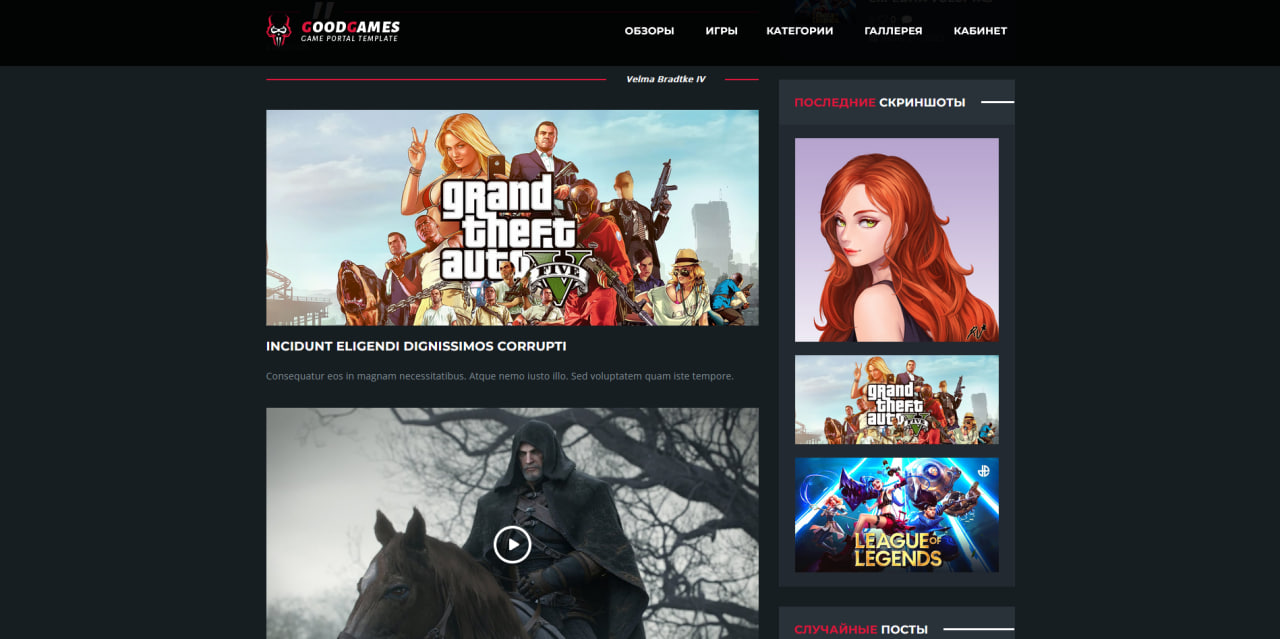 GOODGAMES
GAME PORTAL TEMPLATE
ОБЗОРЫ
ИГРЫ
КАТЕГОРИИ
ГАЛЛЕРЕЯ
КАБИНЕТ
Velma Bradtke IV
grand
theft
auto
V
FIVE
INCIDUNT ELIGENDI DIGNISSIMOS CORRUPTI
Consequatur eos in magnam necessitatibus. Atque nemo iusto illo. Sed voluptatem quam iste tempore.
ПОСЛЕДНИЕ СКРИНШОТЫ
grand
theft
auto
V
LEAGUE OF
LEGENDS
СЛУЧАЙНЫЕ ПОСТЫ